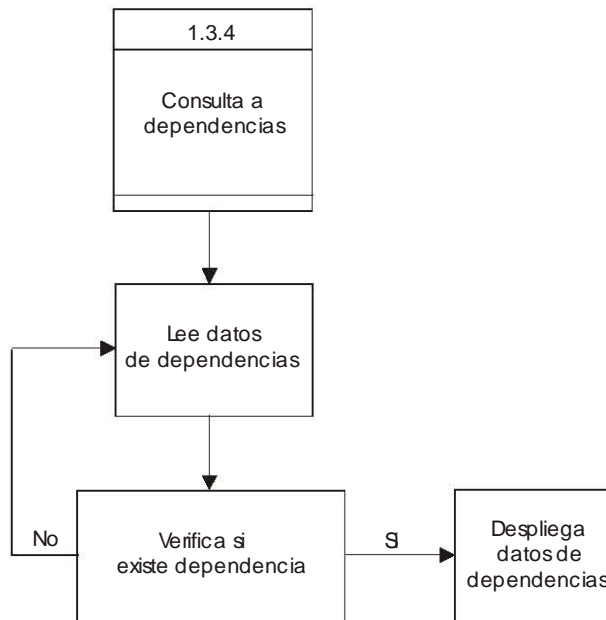 1.3.4
Consulta a
dependencias
Lee datos
de dependencias
No
Verifica si
existe dependencia
Si
Despliega
datos de
dependencias